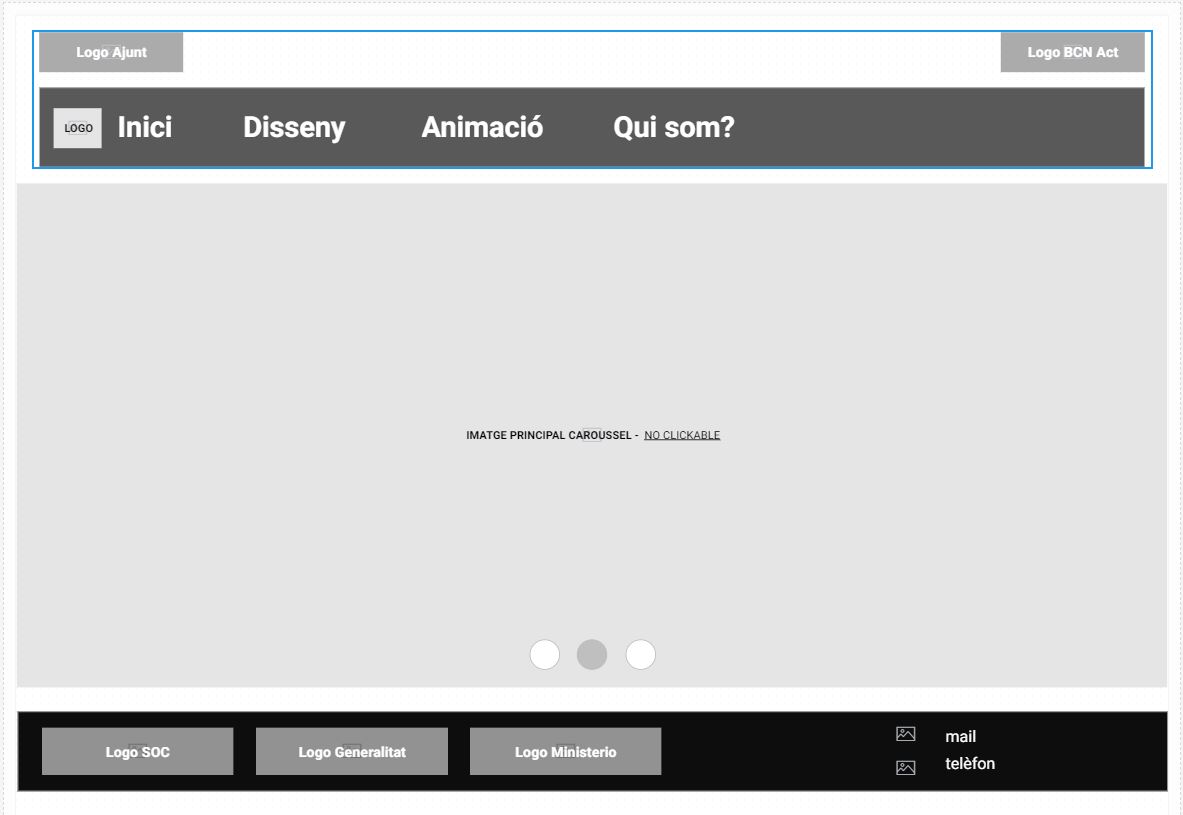 Logo Ajunt
Logo BCN Act
LOGO
Inici
Disseny
Animació
Qui som?
IMATGE PRINCIPAL CAROUSSEL - NO CLICKABLE
Logo SOC
Logo Generalitat
Logo Ministerio
mail
telèfon